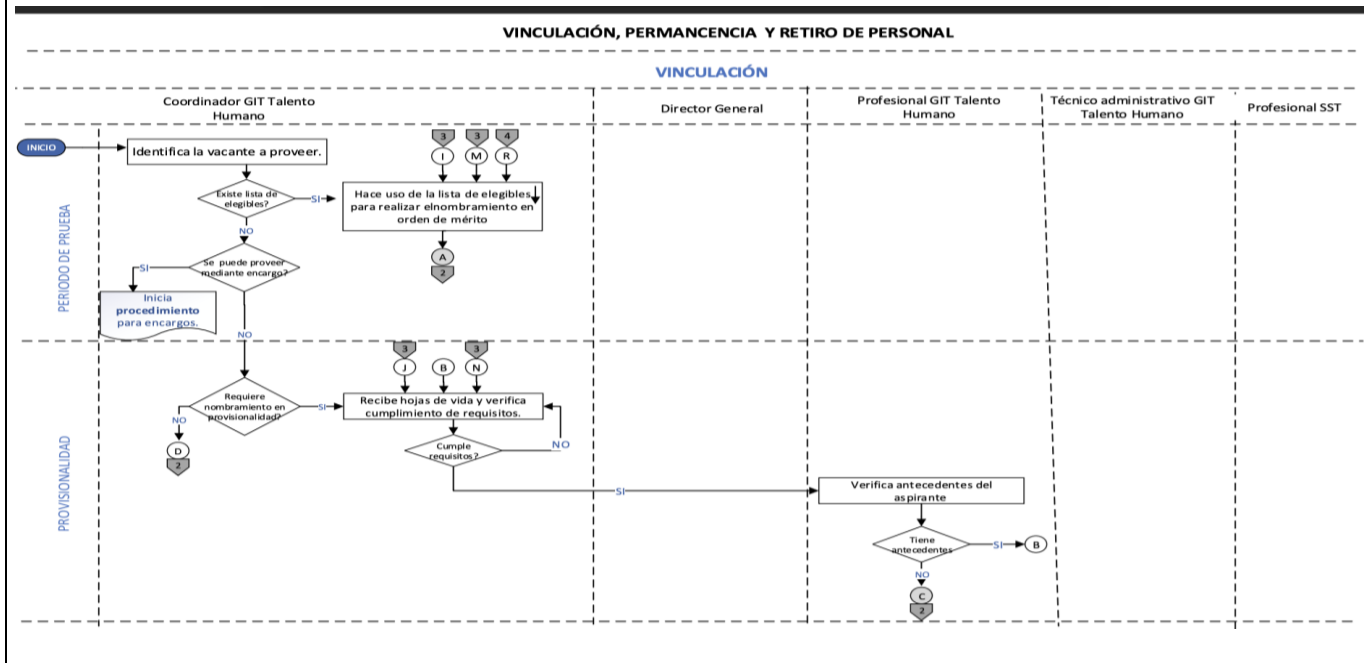 VINCULACIÓN, PERMANCENCIA Y RETIRO DE PERSONAL
VINCULACIÓN
Coordinador GIT Talento
Humano
Director General
Profesional GIT Talento
Humano
Técnico administrativo GIT
Talento Humano
Profesional SST
PERIODO DE PRUEBA
INICIO
Identifica la vacante a proveer.
3
3
4
I
M
R
Existe lista de
elegibles?
SI
Hace uso de la lista de elegibles
para realizar elnombramiento en
orden de mérito
NO
A
2
Se puede proveer
mediante encargo?
SI
Inicia
procedimiento
para encargos.
NO
PROVISIONALIDAD
3
3
J
B
N
Requiere
nombramiento en
provisionalidad?
SI
Recibe hojas de vida y verifica
cumplimiento de requisitos.
NO
D
2
Cumple
requisitos?
NO
SI
Verifica antecedentes del
aspirante
Tiene
antecedentes
SI
B
NO
C
2